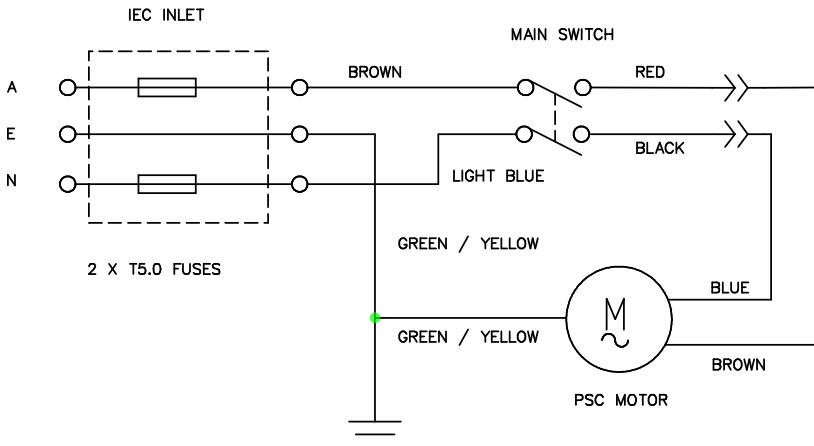 IEC INLET
MAIN SWITCH
A
BROWN
RED
E
BLACK
N
LIGHT BLUE
GREEN / YELLOW
2 X T5.0 FUSES
BLUE
M
GREEN / YELLOW
BROWN
PSC MOTOR